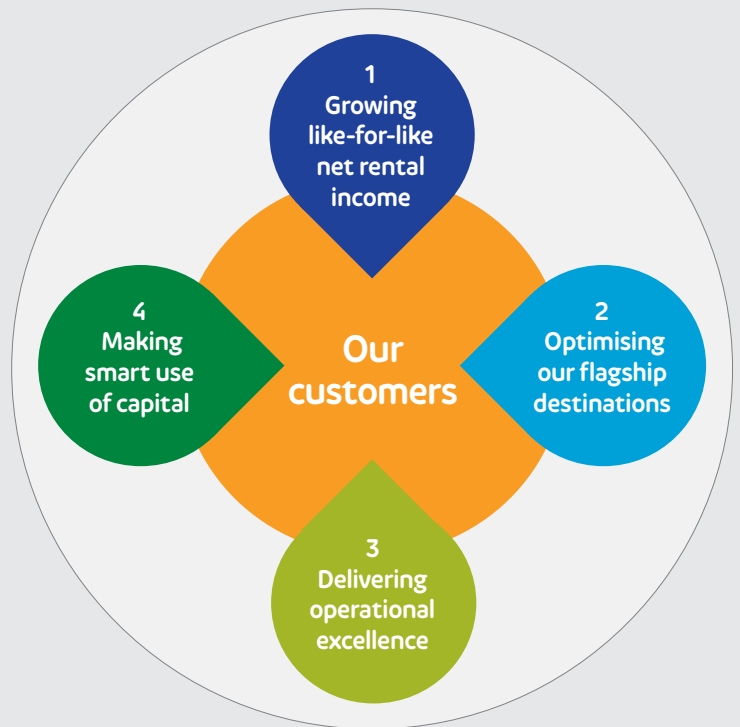 1
Growing
like-for-like
net rental
income
2
Optimising
our flagship
destinations
3
Delivering
operational
excellence
4
Making
smart use
of capital
Our
customers